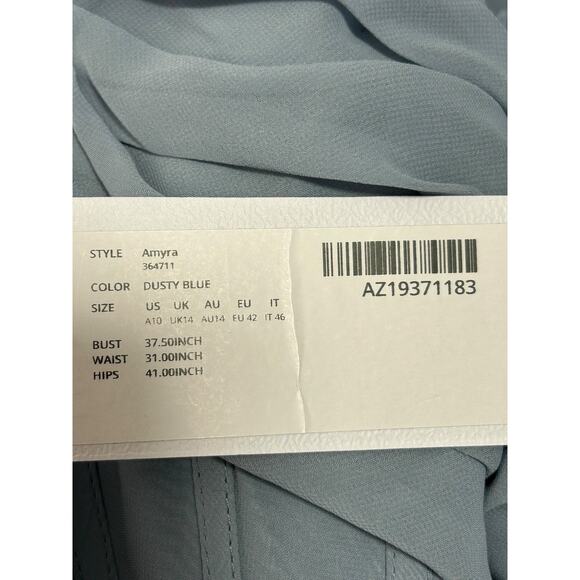 STYLE Amyra
364711
COLOR DUSTY BLUE
SIZE US UK AU EU IT
A10 UK14 AU14 EU 42 IT 46
BUST 37.50INCH
WAIST 31.00INCH
HIPS 41.00INCH
AZ19371183